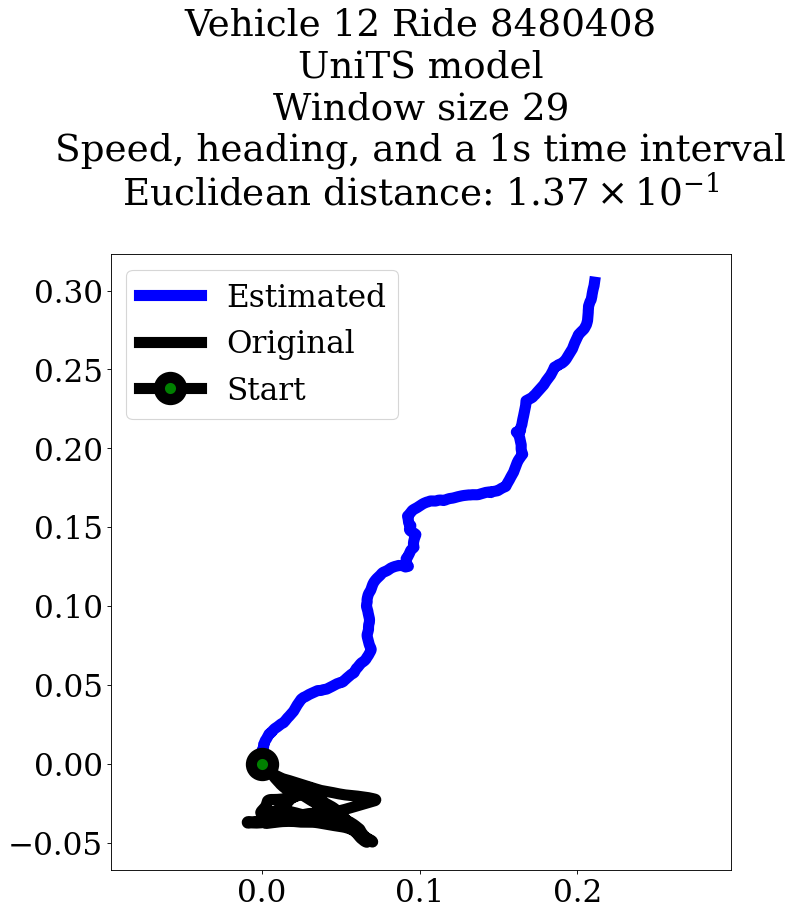 Vehicle 12 Ride 8480408
UniTS model
Window size 29
Speed, heading, and a 1s time interval
Euclidean distance: 1.37 × 10⁻¹
Estimated
Original
Start
0.30
0.25
0.20
0.15
0.10
0.05
0.00
−0.05
0.0 0.1 0.2